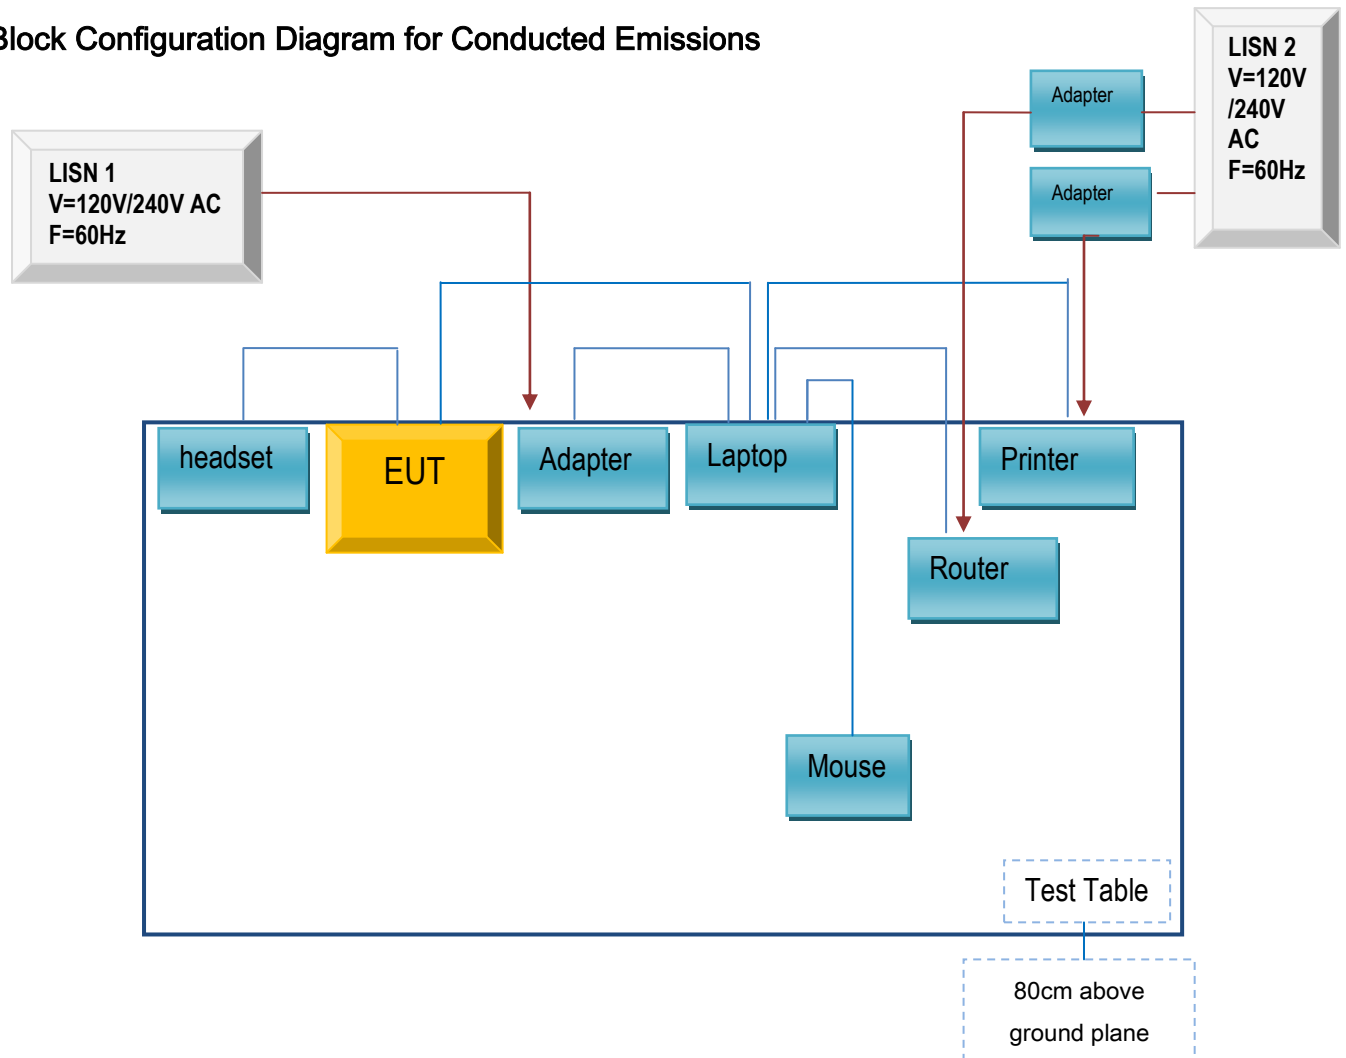 Block Configuration Diagram for Conducted Emissions
LISN 2
V=120V
/240V
AC
F=60Hz
Adapter
Adapter
LISN 1
V=120V/240V AC
F=60Hz
headset
EUT
Adapter
Laptop
Printer
Router
Mouse
Test Table
80cm above
ground plane